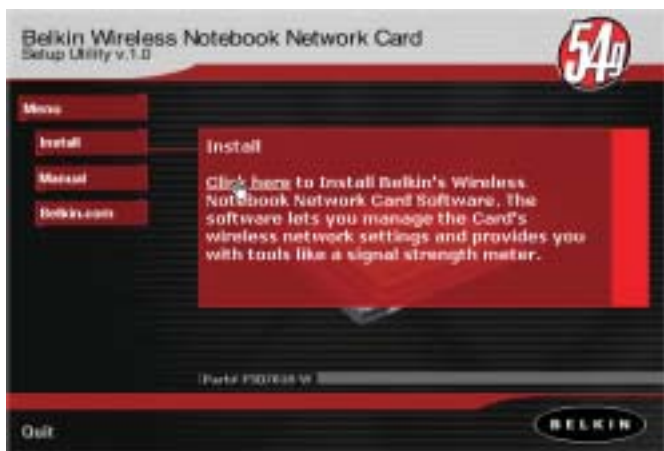 Belkin Wireless Notebook Network Card
Setup Utility v.1.0
54g
Menu
Install
Manual
Belkin.com
Install
Click here to Install Belkin's Wireless
Notebook Network Card Software. The
software lets you manage the Card's
wireless network settings and provides you
with tools like a signal strength meter.
Part#
Quit
BELKIN